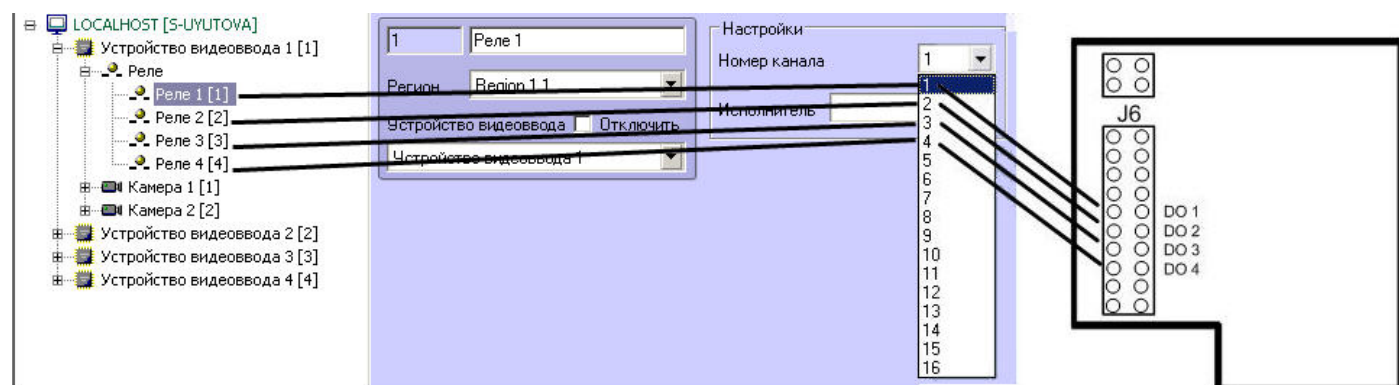 LOCALHOST [S-UYUTOVA]
Устройство видеоввода 1 [1]
Реле
Реле 1 [1]
Реле 2 [2]
Реле 3 [3]
Реле 4 [4]
Камера 1 [1]
Камера 2 [2]
Устройство видеоввода 2 [2]
Устройство видеоввода 3 [3]
Устройство видеоввода 4 [4]
1 Реле 1
Регион Region 1.1
Устройство видеоввода Отключить
Устройство видеоввода 1
Настройки
Номер канала 1
Исполнитель
1
2
3
4
5
6
7
8
9
10
11
12
13
14
15
16
J6
DO 1
DO 2
DO 3
DO 4